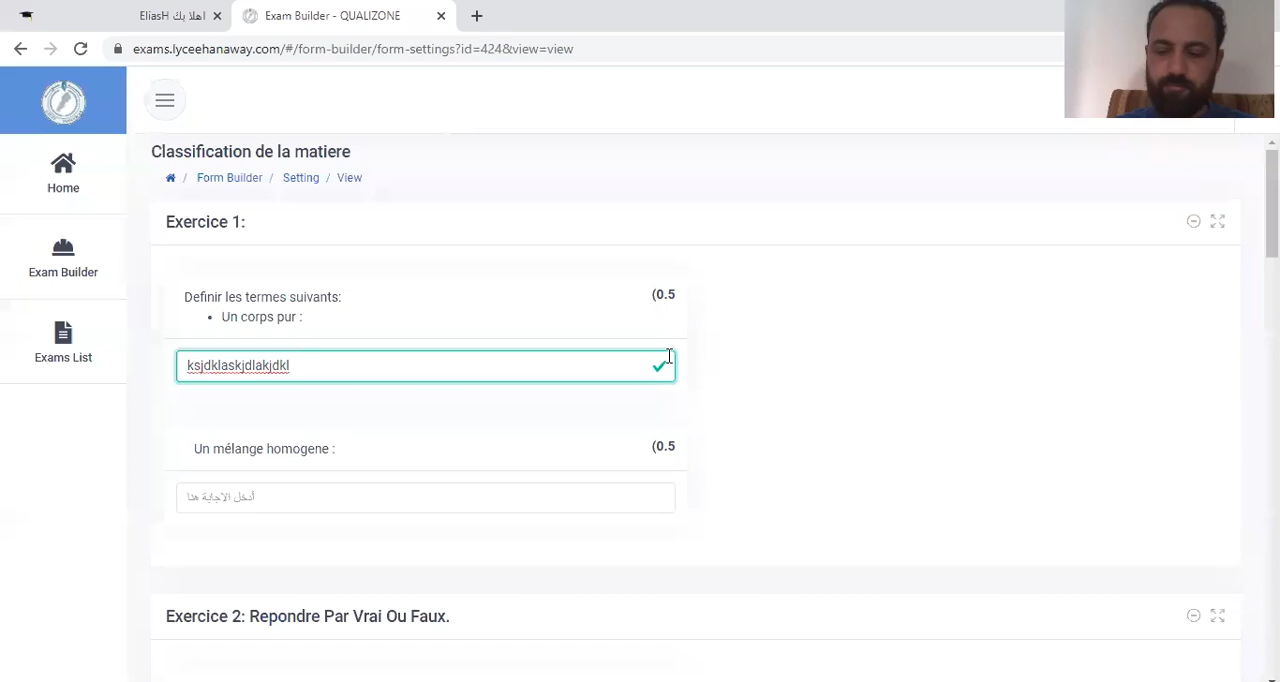 اهلا بك EliasH
Exam Builder - QUALIZONE
exams.lyceehanaway.com/#/form-builder/form-settings?id=424&view=view
Home
Exam Builder
Exams List
Classification de la matiere
/ Form Builder / Setting / View
Exercice 1:
Definir les termes suivants: (0.5
• Un corps pur :
ksjdklaskjdlakjdkl
Un mélange homogene : (0.5
أدخل الاجابة هنا
Exercice 2: Repondre Par Vrai Ou Faux.